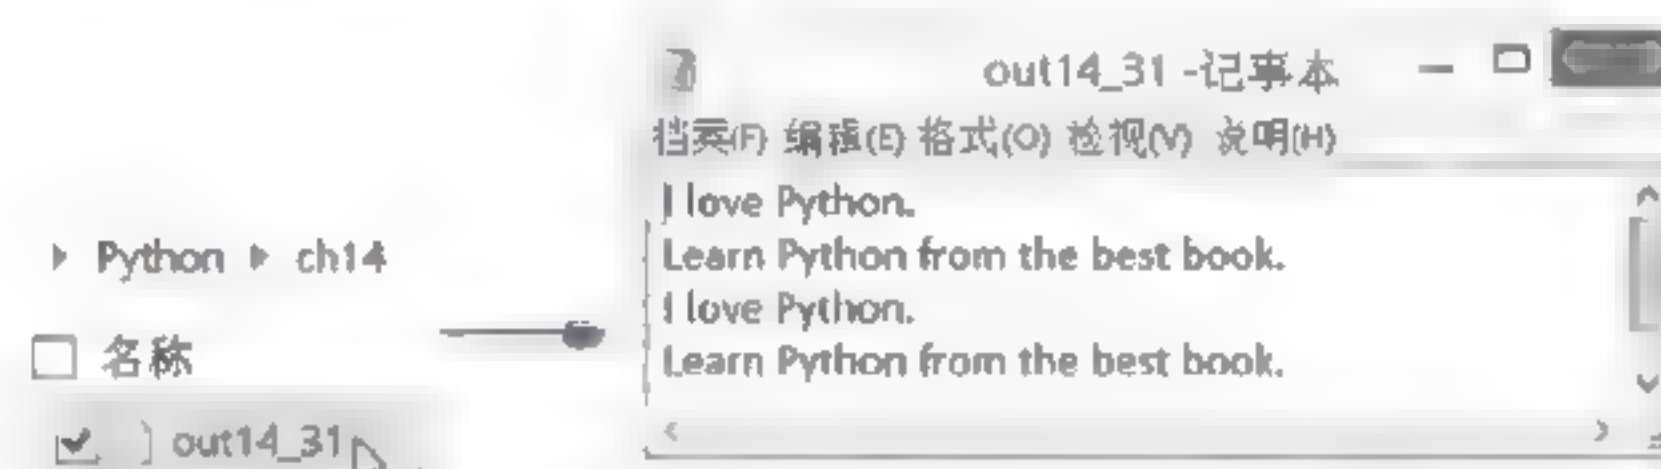 Python ch14
名称
out14_31
out14_31 -记事本
档案(F) 编辑(E) 格式(O) 检视(V) 说明(H)
I love Python.
Learn Python from the best book.
I love Python.
Learn Python from the best book.